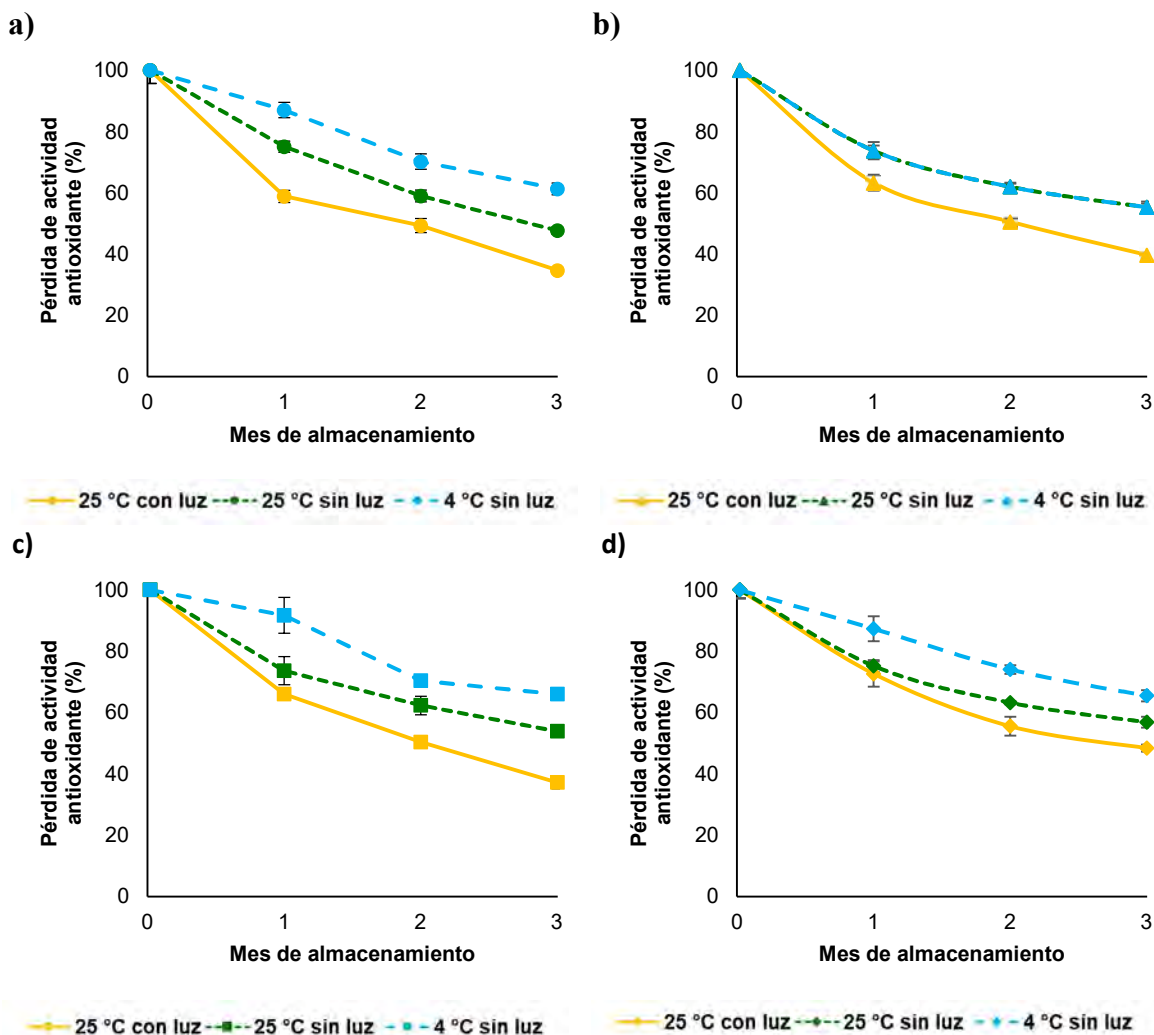 a)
Pérdida de actividad
antioxidante (%)
100
80
60
40
20
0
0 1 2 3
Mes de almacenamiento
25 °C con luz 25 °C sin luz 4 °C sin luz
b)
Pérdida de actividad
antioxidante (%)
100
80
60
40
20
0
0 1 2 3
Mes de almacenamiento
25 °C con luz 25 °C sin luz 4 °C sin luz
c)
Pérdida de actividad
antioxidante (%)
100
80
60
40
20
0
0 1 2 3
Mes de almacenamiento
25 °C con luz 25 °C sin luz 4 °C sin luz
d)
Pérdida de actividad
antioxidante (%)
100
80
60
40
20
0
0 1 2 3
Mes de almacenamiento
25 °C con luz 25 °C sin luz 4 °C sin luz